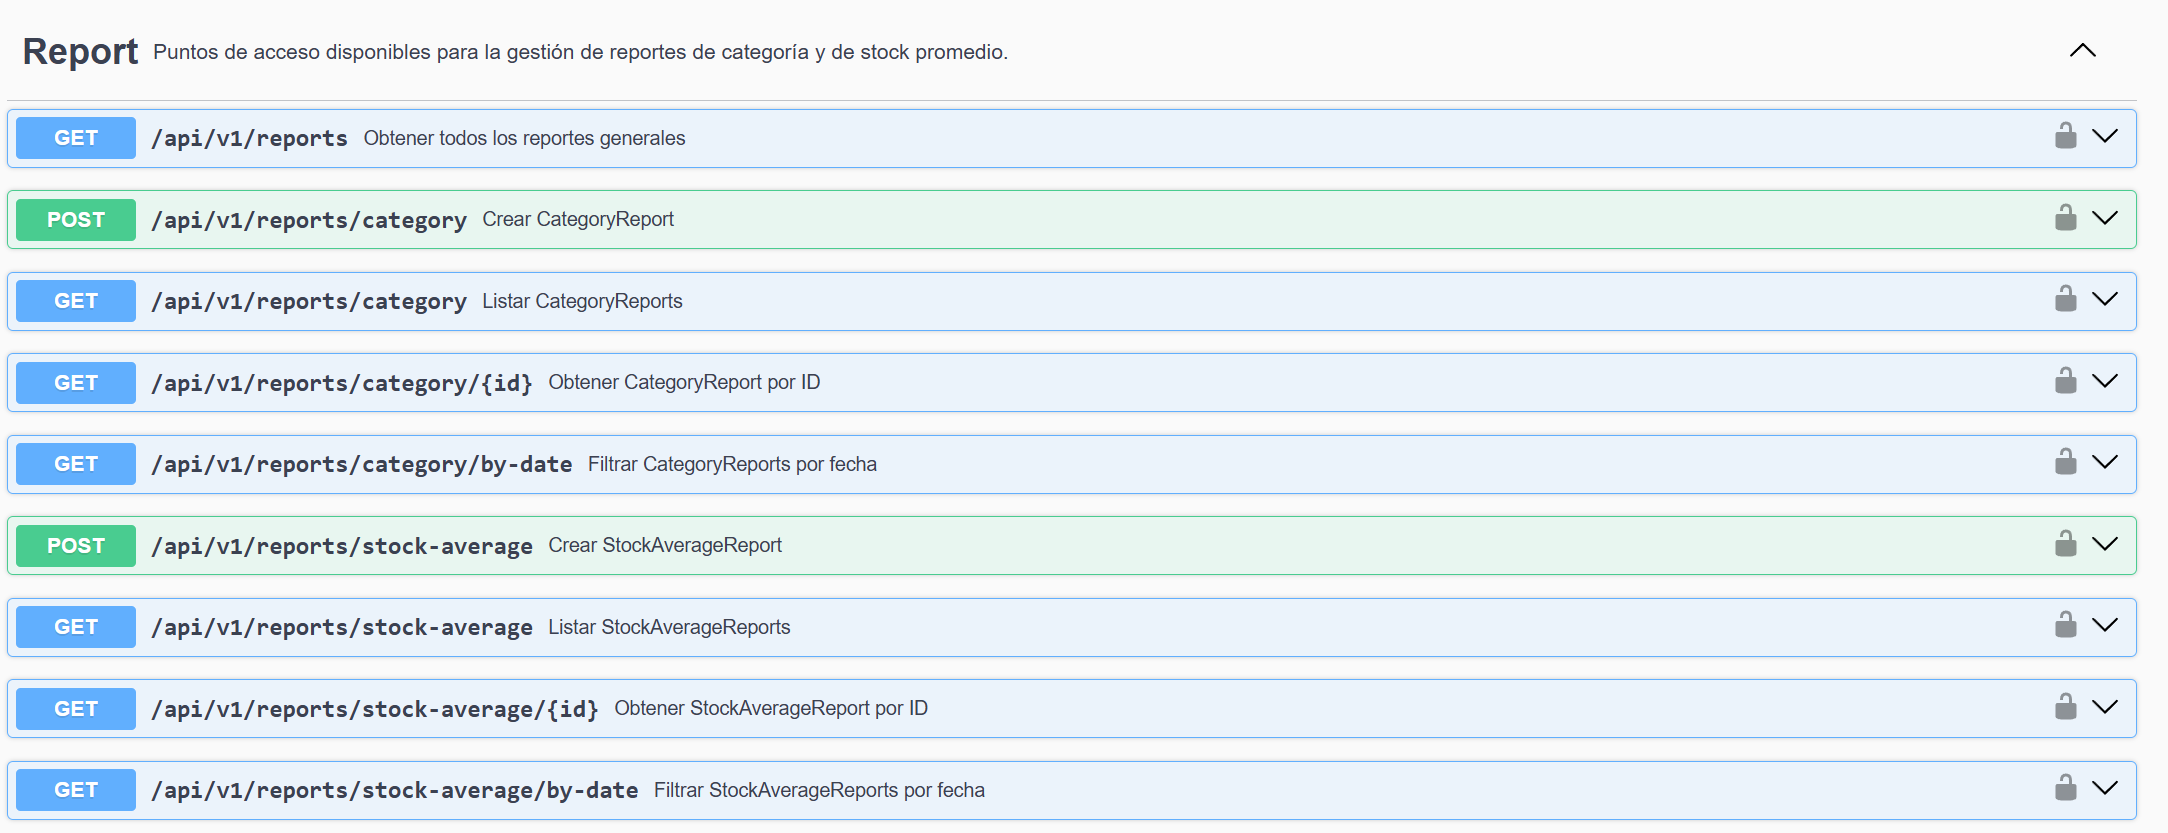 Report Puntos de acceso disponibles para la gestión de reportes de categoría y de stock promedio.
GET /api/v1/reports Obtener todos los reportes generales
POST /api/v1/reports/category Crear CategoryReport
GET /api/v1/reports/category Listar CategoryReports
GET /api/v1/reports/category/{id} Obtener CategoryReport por ID
GET /api/v1/reports/category/by-date Filtrar CategoryReports por fecha
POST /api/v1/reports/stock-average Crear StockAverageReport
GET /api/v1/reports/stock-average Listar StockAverageReports
GET /api/v1/reports/stock-average/{id} Obtener StockAverageReport por ID
GET /api/v1/reports/stock-average/by-date Filtrar StockAverageReports por fecha